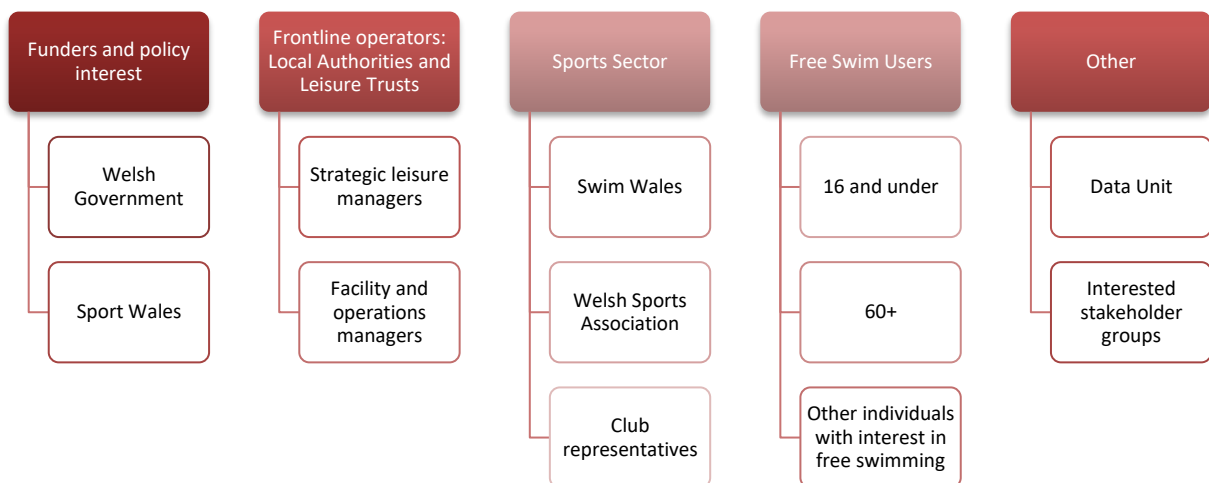 Funders and policy
interest
Welsh
Government
Sport Wales
Frontline operators:
Local Authorities and
Leisure Trusts
Strategic leisure
managers
Facility and
operations
managers
Sports Sector
Swim Wales
Welsh Sports
Association
Club
representatives
Free Swim Users
16 and under
60+
Other individuals
with interest in
free swimming
Other
Data Unit
Interested
stakeholder
groups